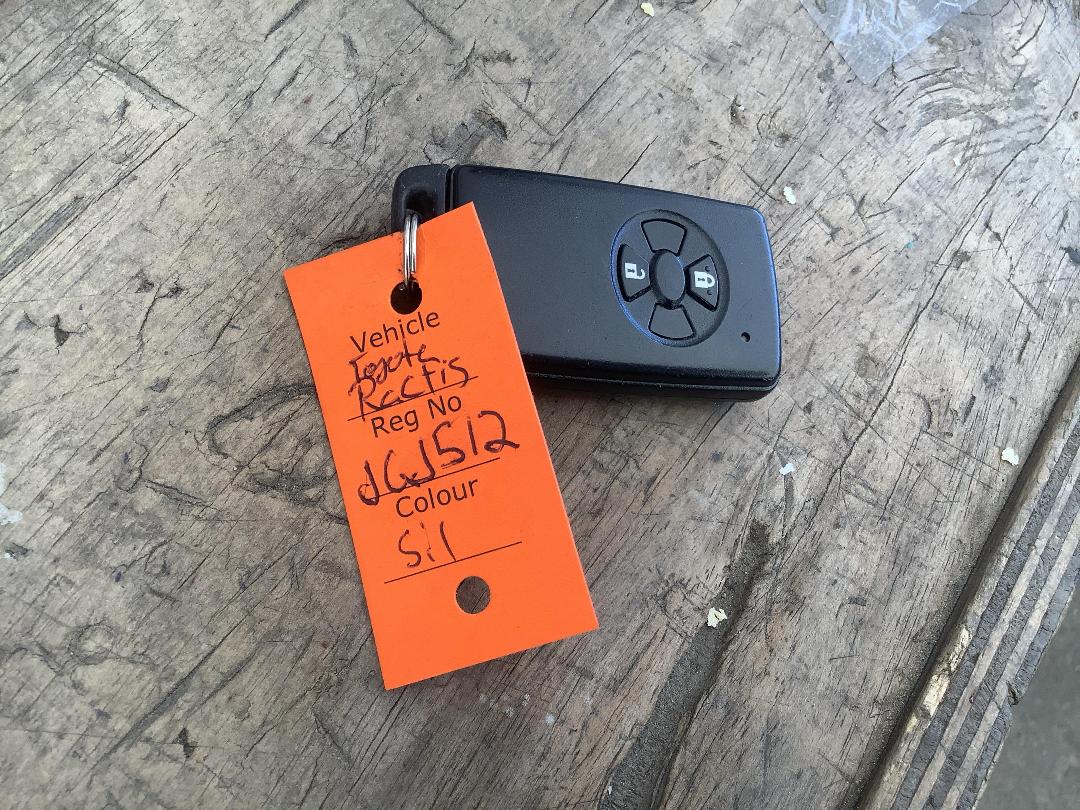 Vehicle
Toyota
Ractis
Reg No
JGJ512
Colour
Sil